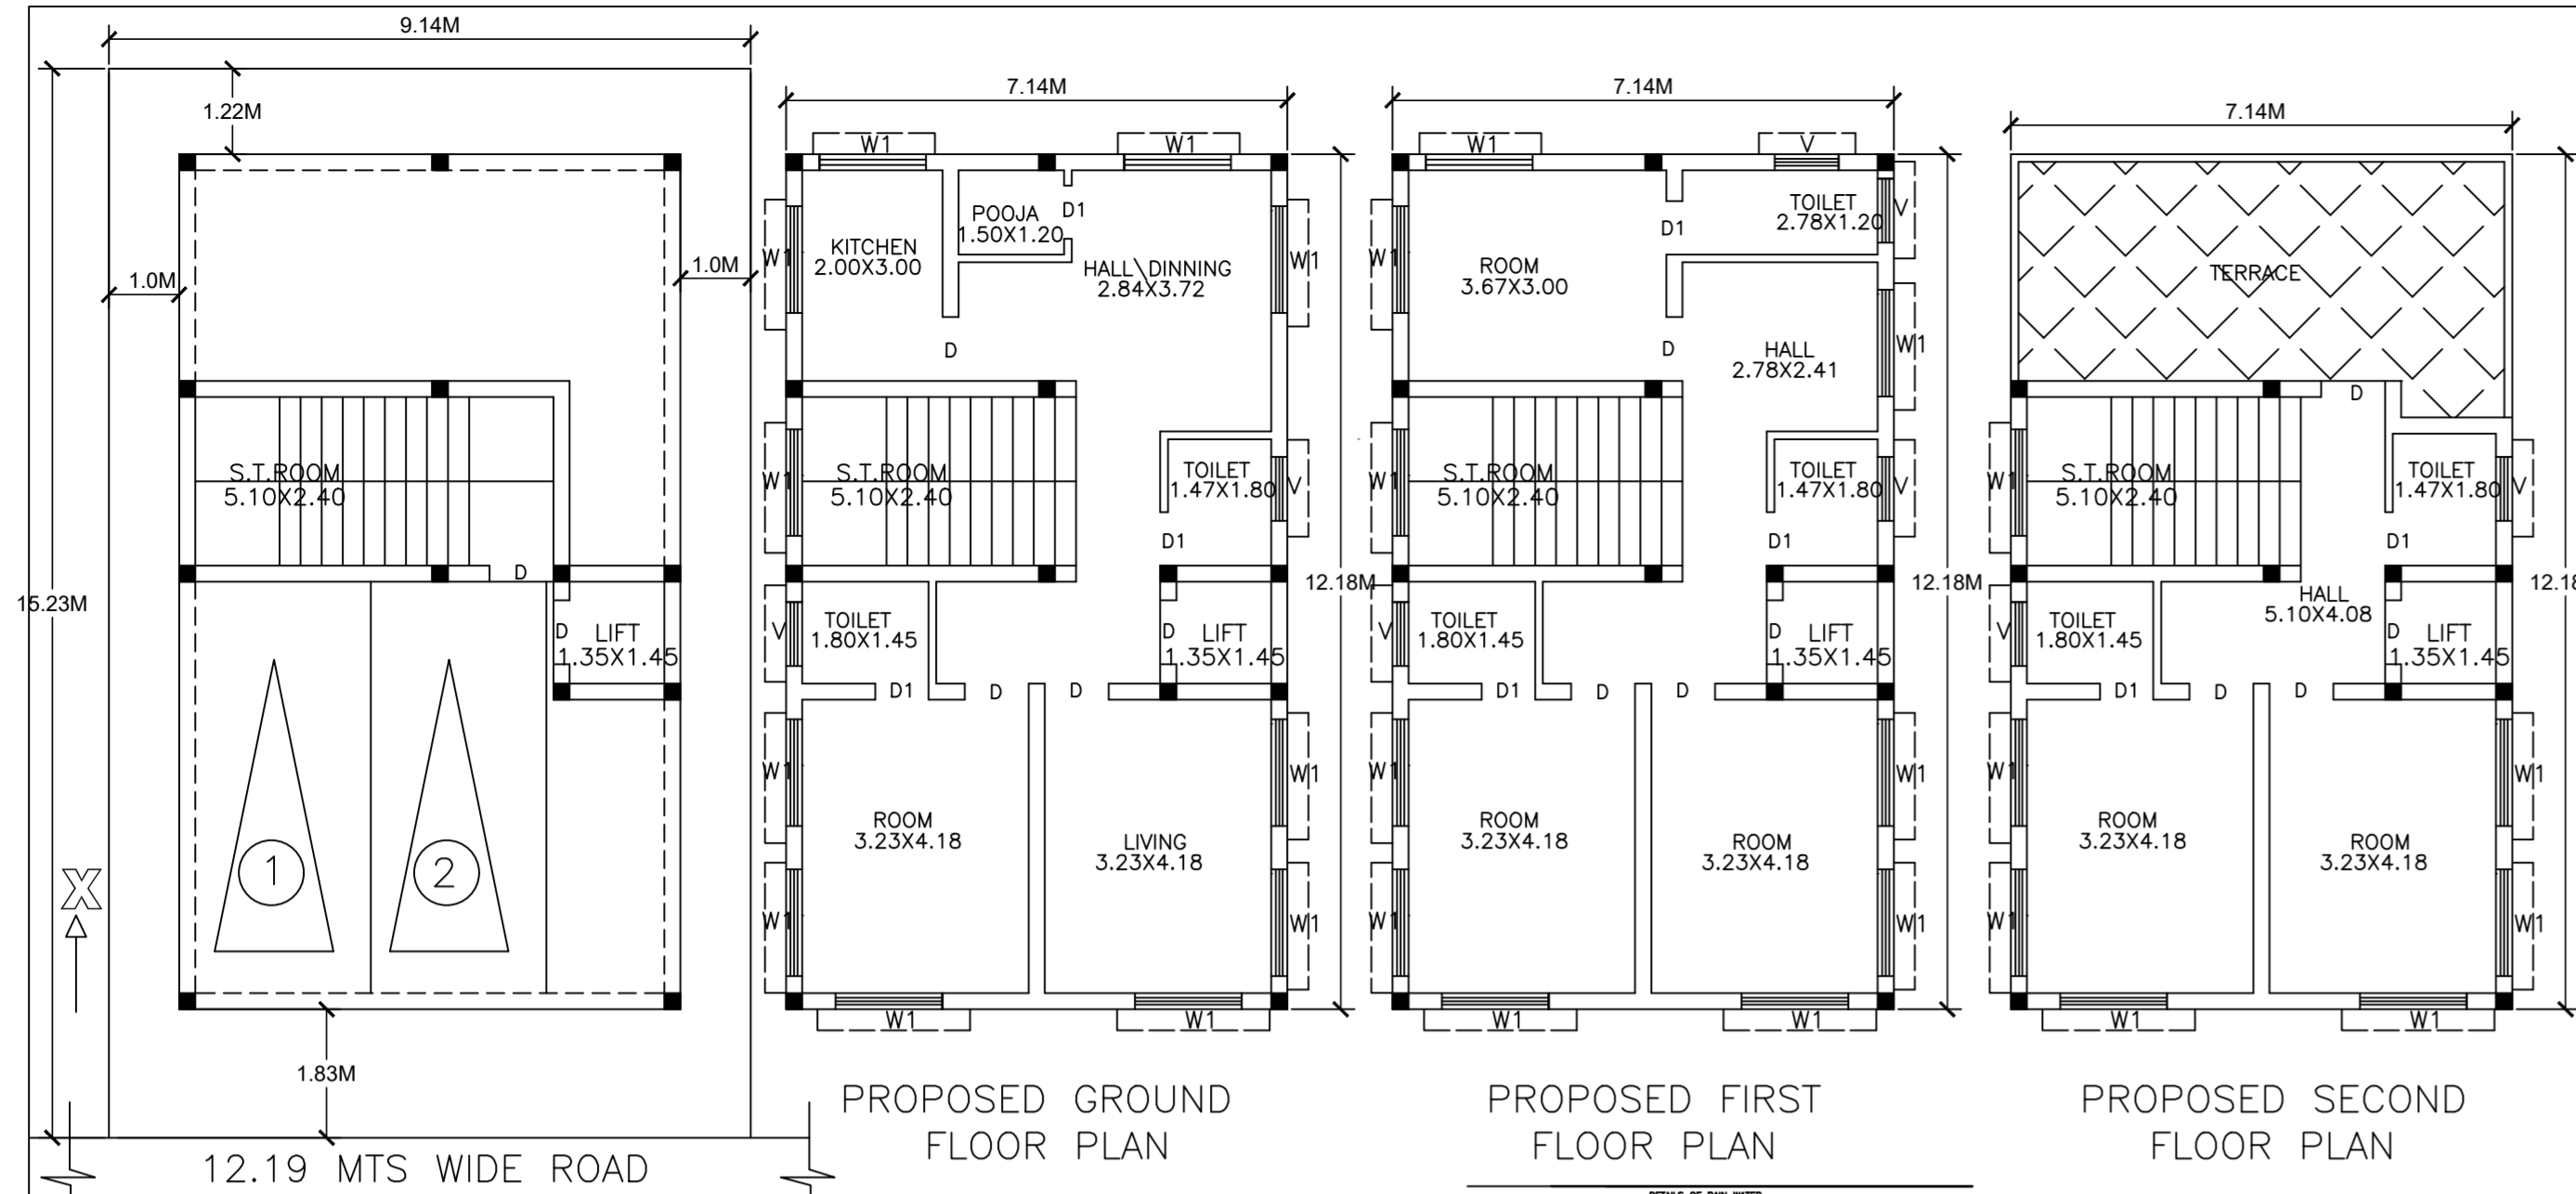 9.14M
1.22M
1.0M
1.0M
15.23M
S.T.ROOM
5.10X2.40
D
D
LIFT
1.35X1.45
1
2
X
1.83M
12.19 MTS WIDE ROAD
7.14M
W1
W1
W1
KITCHEN
2.00X3.00
POOJA
1.50X1.20
D1
HALL\DINNING
2.84X3.72
W1
D
W1
S.T.ROOM
5.10X2.40
TOILET
1.47X1.80
V
D1
12.18M
V
TOILET
1.80X1.45
D
LIFT
1.35X1.45
D1
D
D
W1
W1
ROOM
3.23X4.18
LIVING
3.23X4.18
W1
W1
W1
W1
PROPOSED GROUND
FLOOR PLAN
7.14M
W1
V
W1
ROOM
3.67X3.00
D1
TOILET
2.78X1.20
V
D
HALL
2.78X2.41
W1
W1
S.T.ROOM
5.10X2.40
TOILET
1.47X1.80
V
D1
12.18M
V
TOILET
1.80X1.45
D
LIFT
1.35X1.45
D1
D
D
W1
W1
ROOM
3.23X4.18
ROOM
3.23X4.18
W1
W1
W1
W1
PROPOSED FIRST
FLOOR PLAN
7.14M
TERRACE
D
W1
S.T.ROOM
5.10X2.40
TOILET
1.47X1.80
V
D1
12.18
HALL
5.10X4.08
V
TOILET
1.80X1.45
D
LIFT
1.35X1.45
D1
D
D
W1
W1
ROOM
3.23X4.18
ROOM
3.23X4.18
W1
W1
W1
W1
PROPOSED SECOND
FLOOR PLAN
DETAILS OF RAIN WATER